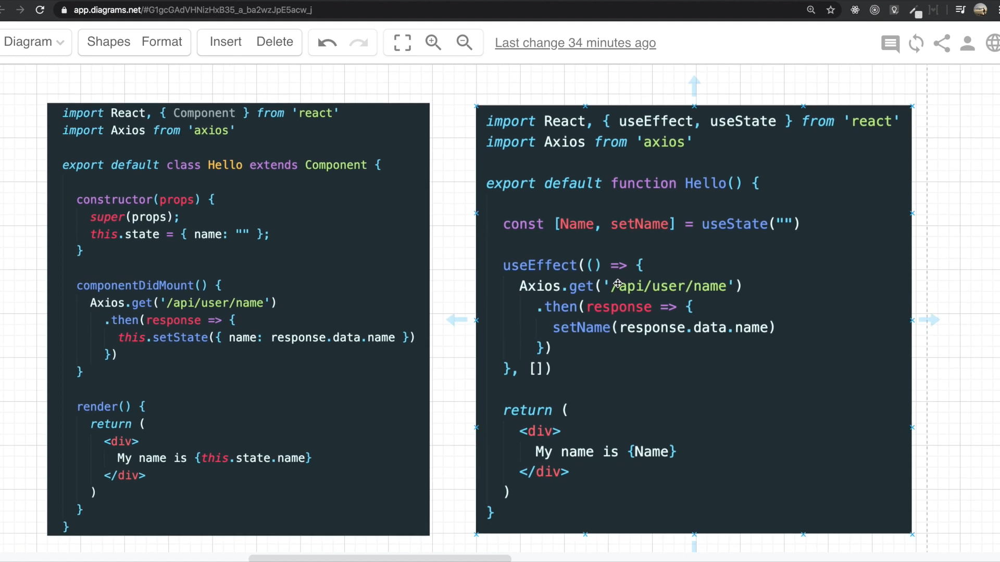 app.diagrams.net/#G1gcGAdVHNizHxB35_a_ba2wzJpE5acw_j
Diagram Shapes Format Insert Delete Last change 34 minutes ago
import React, { Component } from 'react'
import Axios from 'axios'
export default class Hello extends Component {
constructor(props) {
super(props);
this.state = { name: "" };
}
componentDidMount() {
Axios.get('/api/user/name')
.then(response => {
this.setState({ name: response.data.name })
})
}
render() {
return (
<div>
My name is {this.state.name}
</div>
)
}
}
import React, { useEffect, useState } from 'react'
import Axios from 'axios'
export default function Hello() {
const [Name, setName] = useState("")
useEffect(() => {
Axios.get('/api/user/name')
.then(response => {
setName(response.data.name)
})
}, [])
return (
<div>
My name is {Name}
</div>
)
}